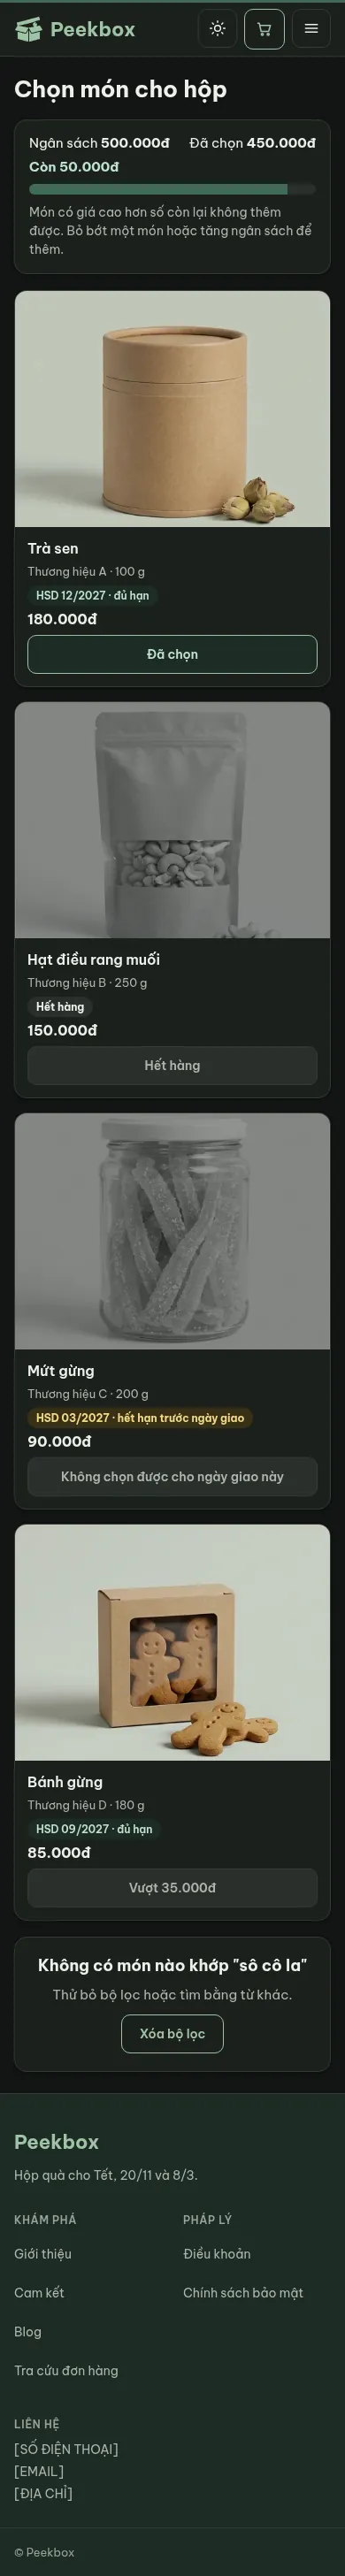 Peekbox
Chọn món cho hộp
Ngân sách 500.000đ Đã chọn 450.000đ
Còn 50.000đ
Món có giá cao hơn số còn lại không thêm
được. Bỏ bớt một món hoặc tăng ngân sách để
thêm.
Trà sen
Thương hiệu A · 100 g
HSD 12/2027 · đủ hạn
180.000đ
Đã chọn
Hạt điều rang muối
Thương hiệu B · 250 g
Hết hàng
150.000đ
Hết hàng
Mứt gừng
Thương hiệu C · 200 g
HSD 03/2027 · hết hạn trước ngày giao
90.000đ
Không chọn được cho ngày giao này
Bánh gừng
Thương hiệu D · 180 g
HSD 09/2027 · đủ hạn
85.000đ
Vượt 35.000đ
Không có món nào khớp "sô cô la"
Thử bỏ bộ lọc hoặc tìm bằng từ khác.
Xóa bộ lọc
Peekbox
Hộp quà cho Tết, 20/11 và 8/3.
KHÁM PHÁ
Giới thiệu
Cam kết
Blog
Tra cứu đơn hàng
PHÁP LÝ
Điều khoản
Chính sách bảo mật
LIÊN HỆ
[SỐ ĐIỆN THOẠI]
[EMAIL]
[ĐỊA CHỈ]
© Peekbox